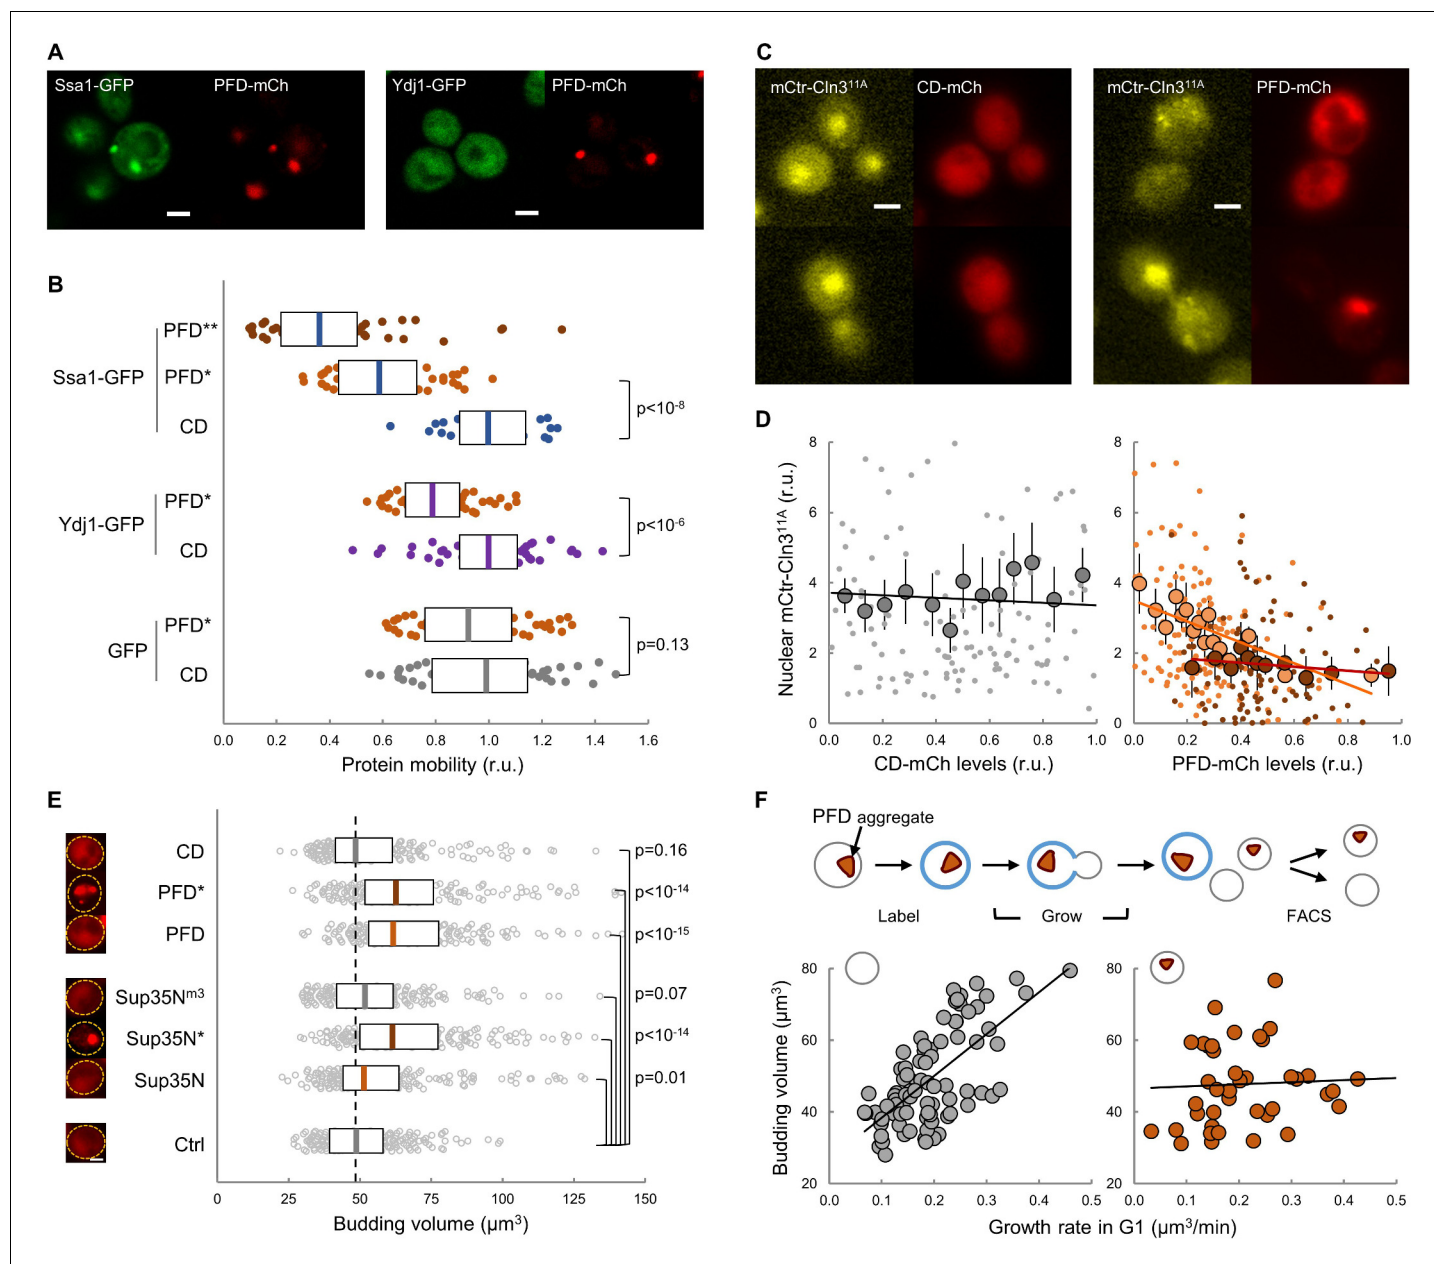 A
Ssa1-GFP PFD-mCh Ydj1-GFP PFD-mCh
B
PFD**
Ssa1-GFP PFD*
CD
p<10-8
PFD*
Ydj1-GFP
CD
p<10-6
PFD*
GFP
CD
p=0.13
0.0 0.2 0.4 0.6 0.8 1.0 1.2 1.4 1.6
Protein mobility (r.u.)
C
mCtr-Cln311A CD-mCh mCtr-Cln311A PFD-mCh
D
Nuclear mCtr-Cln311A (r.u.)
8
6
4
2
0
0.0 0.2 0.4 0.6 0.8 1.0
CD-mCh levels (r.u.)
8
6
4
2
0
0.0 0.2 0.4 0.6 0.8 1.0
PFD-mCh levels (r.u.)
E
CD p=0.16
PFD* p<10-14
PFD p<10-15
Sup35Nm3 p=0.07
Sup35N* p<10-14
Sup35N p=0.01
Ctrl
0 25 50 75 100 125 150
Budding volume (µm3)
F
PFD aggregate
Label Grow FACS
Budding volume (µm3)
80
60
40
20
0.0 0.1 0.2 0.3 0.4 0.5
80
60
40
20
0.0 0.1 0.2 0.3 0.4 0.5
Growth rate in G1 (µm3/min)